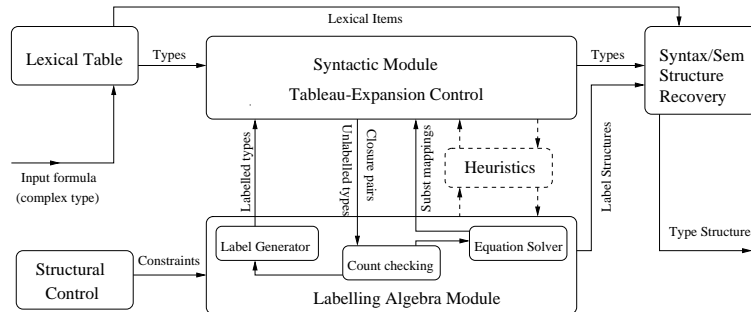 Lexical Items
Lexical Table
Types
Syntactic Module
Tableau-Expansion Control
Types
Syntax/Sem
Structure
Recovery
Input formula
(complex type)
Labelled types
Unlabelled types
Closure pairs
Subst mappings
Heuristics
Label Structures
Type Structure
Structural
Control
Constraints
Label Generator
Count checking
Equation Solver
Labelling Algebra Module